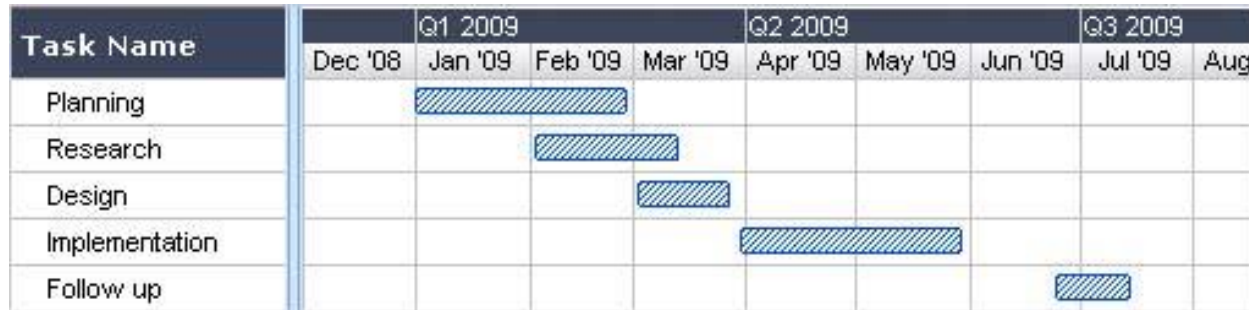 Task Name
Q1 2009 Q2 2009 Q3 2009
Dec '08 Jan '09 Feb '09 Mar '09 Apr '09 May '09 Jun '09 Jul '09 Aug
Planning
Research
Design
Implementation
Follow up